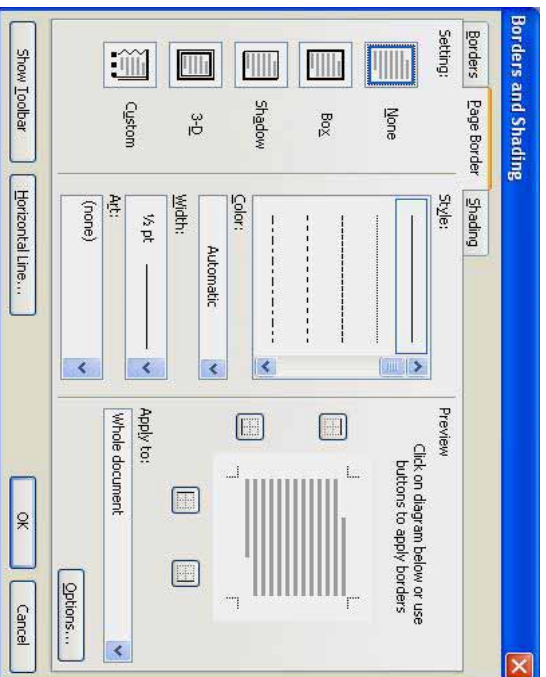 Borders and Shading
Borders
Page Border
Shading
Setting:
None
Box
Shadow
3-D
Custom
Style:
Color:
Automatic
Width:
½ pt
Art:
(none)
Preview
Click on diagram below or use
buttons to apply borders
Apply to:
Whole document
Options...
Show Toolbar
Horizontal Line...
OK
Cancel